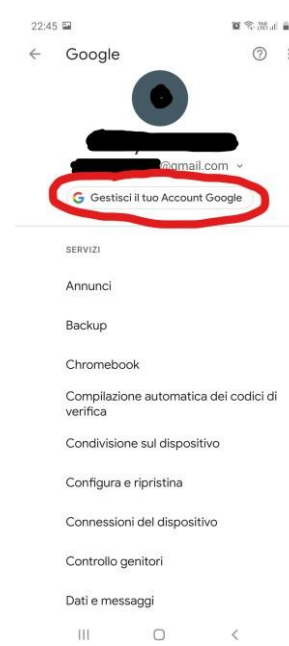 22:45
Google
@gmail.com
Gestisci il tuo Account Google
SERVIZI
Annunci
Backup
Chromebook
Compilazione automatica dei codici di
verifica
Condivisione sul dispositivo
Configura e ripristina
Connessioni del dispositivo
Controllo genitori
Dati e messaggi